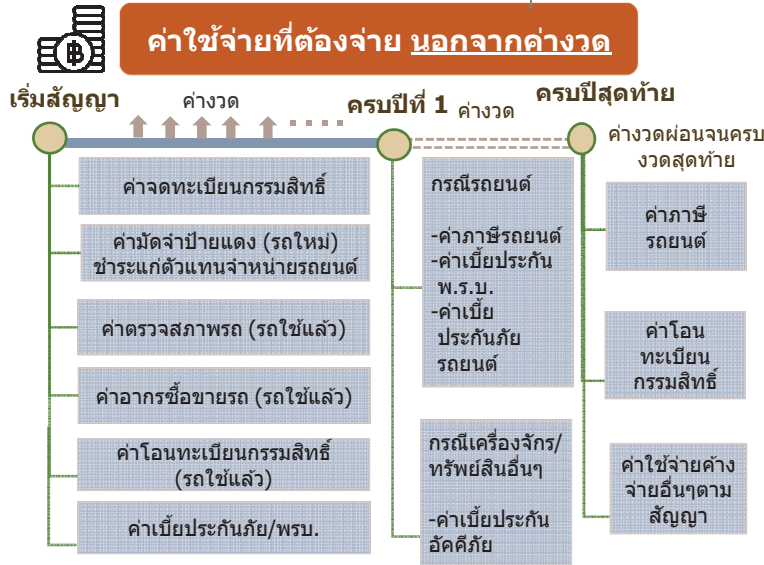 ค่าใช้จ่ายที่ต้องจ่าย นอกจากค่างวด
เริ่มสัญญา
ค่างวด
ครบปีที่ 1
ค่างวด
ครบปีสุดท้าย
ค่างวดผ่อนจนครบ
งวดสุดท้าย
ค่าจดทะเบียนกรรมสิทธิ์
ค่ามัดจำป้ายแดง (รถใหม่)
ชำระแก่ตัวแทนจำหน่ายรถยนต์
ค่าตรวจสภาพรถ (รถใช้แล้ว)
ค่าอากรซื้อขายรถ (รถใช้แล้ว)
ค่าโอนทะเบียนกรรมสิทธิ์
(รถใช้แล้ว)
ค่าเบี้ยประกันภัย/พรบ.
กรณีรถยนต์
-ค่าภาษีรถยนต์
-ค่าเบี้ยประกัน
พ.ร.บ.
-ค่าเบี้ย
ประกันภัย
รถยนต์
กรณีเครื่องจักร/
ทรัพย์สินอื่นๆ
-ค่าเบี้ยประกัน
อัคคีภัย
ค่าภาษี
รถยนต์
ค่าโอน
ทะเบียน
กรรมสิทธิ์
ค่าใช้จ่ายค้าง
จ่ายอื่นๆตาม
สัญญา